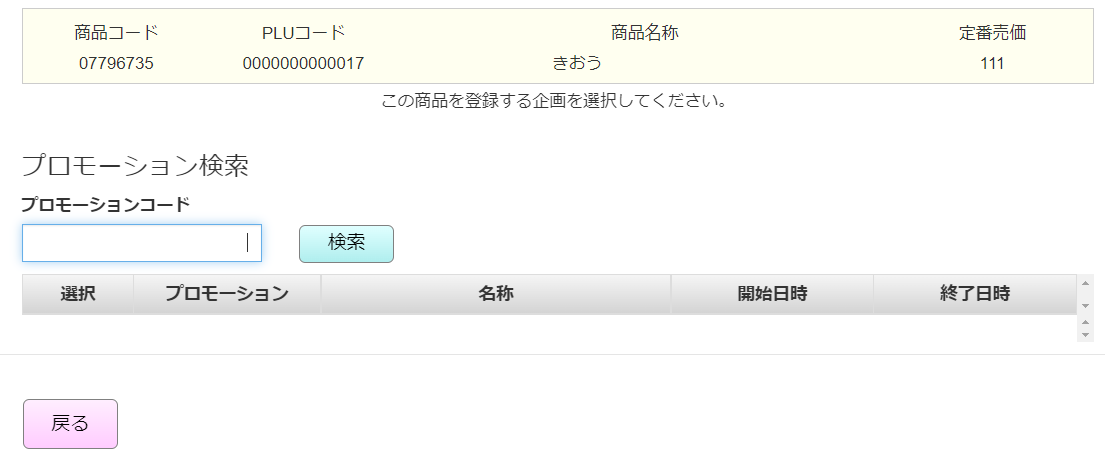 商品コード PLUコード 商品名称 定番売価
07796735 0000000000017 きおう 111
この商品を登録する企画を選択してください。
プロモーション検索
プロモーションコード
検索
選択 プロモーション 名称 開始日時 終了日時
戻る